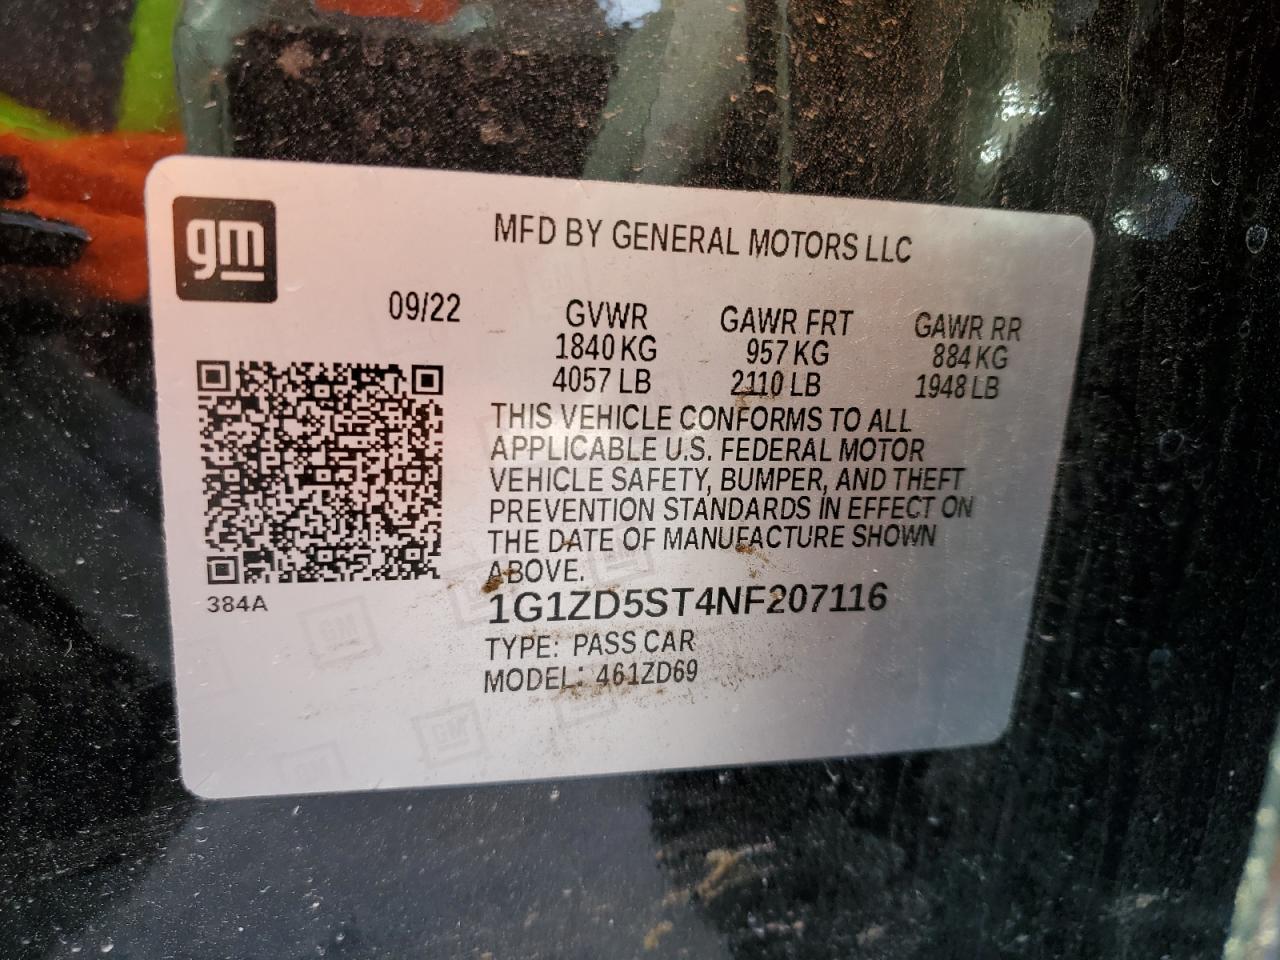 gm
MFD BY GENERAL MOTORS LLC
09/22 GVWR GAWR FRT GAWR RR
1840 KG 957 KG 884 KG
4057 LB 2110 LB 1948 LB
THIS VEHICLE CONFORMS TO ALL
APPLICABLE U.S. FEDERAL MOTOR
VEHICLE SAFETY, BUMPER, AND THEFT
PREVENTION STANDARDS IN EFFECT ON
THE DATE OF MANUFACTURE SHOWN
ABOVE.
384A
1G1ZD5ST4NF207116
TYPE: PASS CAR
MODEL: 461ZD69